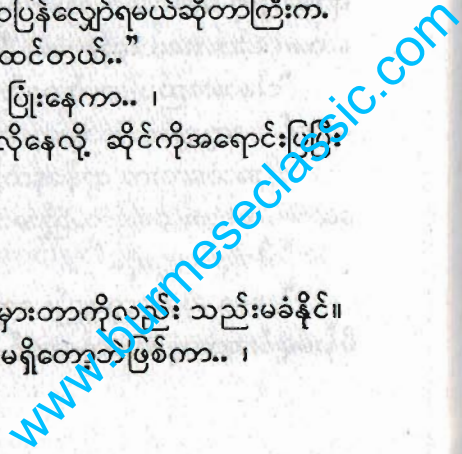 ပြန်လျှော်ရမယ်ဆိုတာကြီးက.
ထင်တယ်..”
ပြုံးနေကာ.. ၊
လိုနေလို့ ဆိုင်ကိုအရောင်းပြပြီး
မှားတာကိုလည်း သည်းမခံနိုင်။
မရှိတော့ဘဲဖြစ်ကာ.. ၊
www.burmeseclassic.com